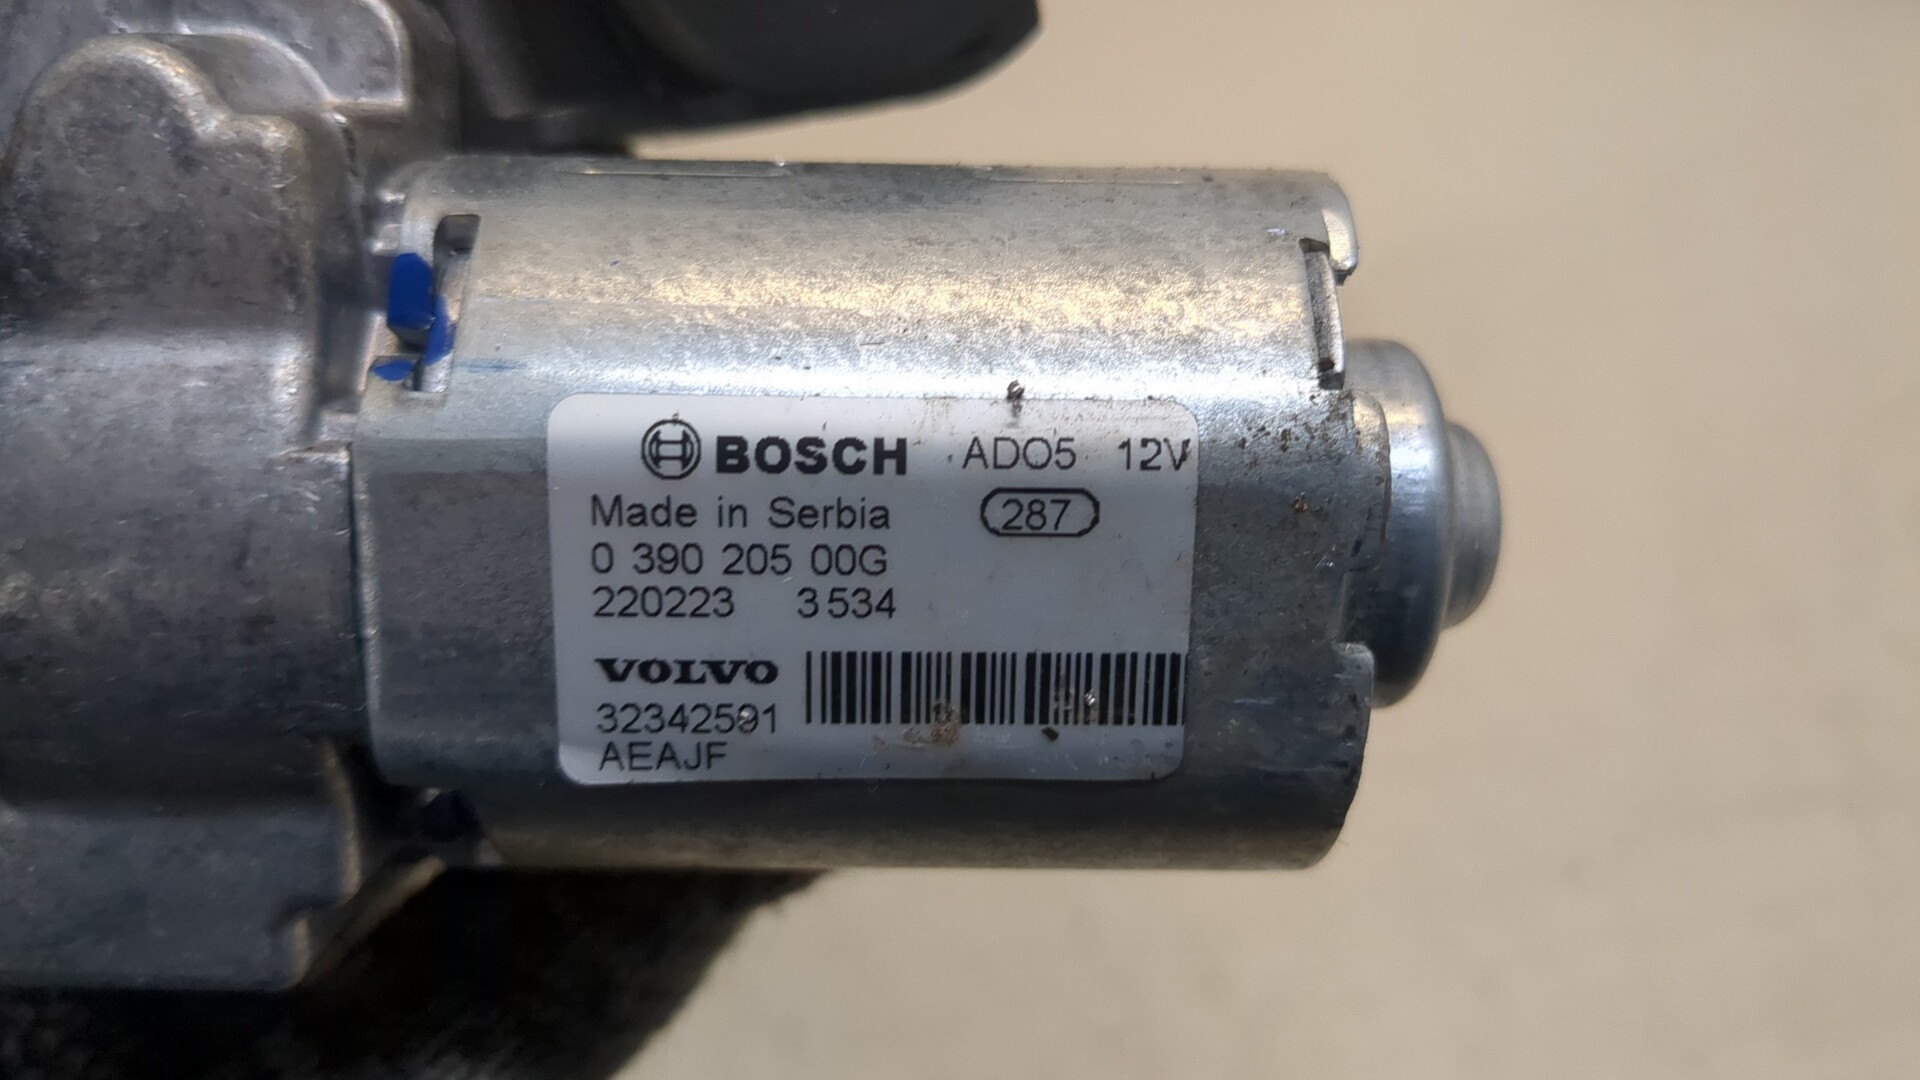 BOSCH ADO5 12V
Made in Serbia 287
0 390 205 00G
220223 3534
VOLVO
32342591
AEAJF